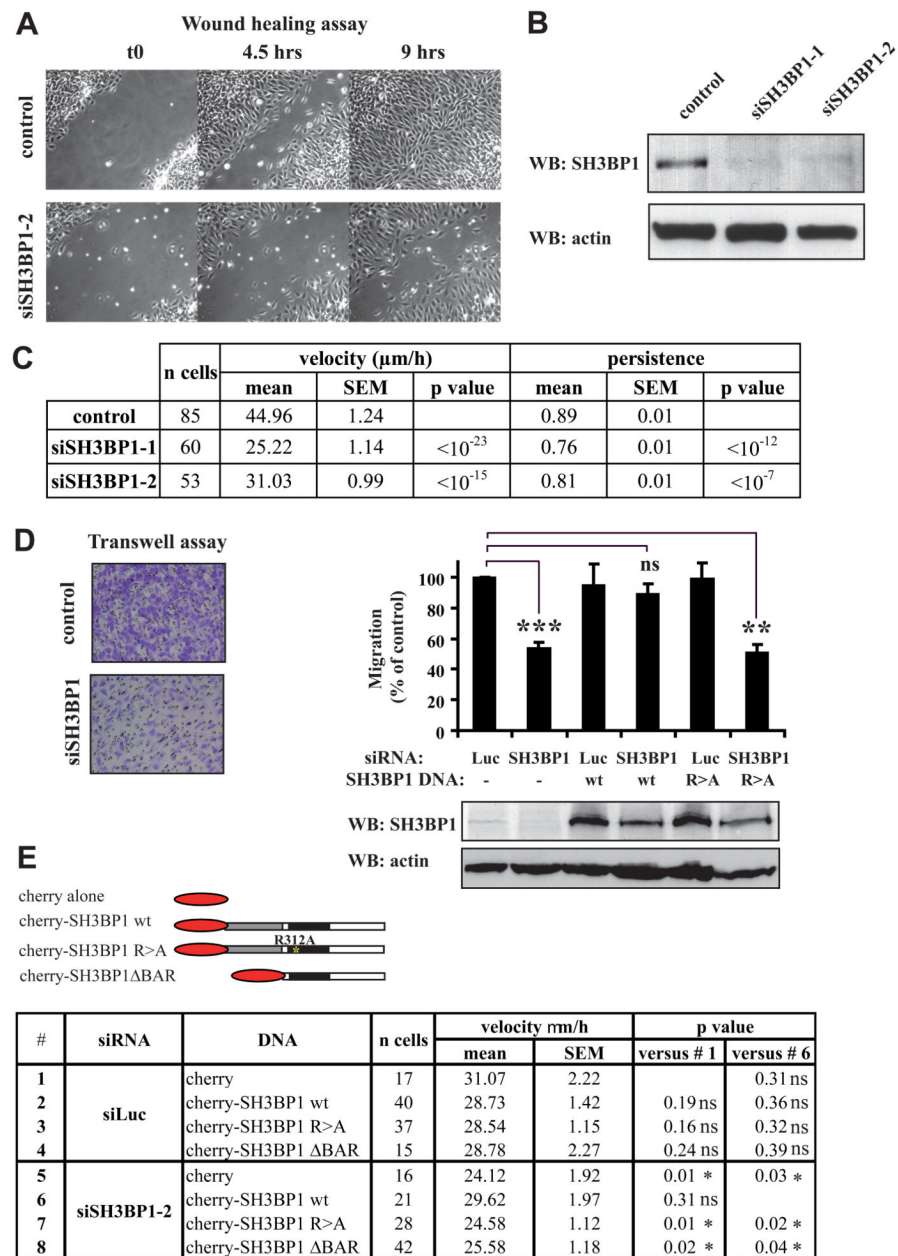 A
Wound healing assay
t0 4.5 hrs 9 hrs
control
siSH3BP1-2
B
control siSH3BP1-1 siSH3BP1-2
WB: SH3BP1
WB: actin
C
n cells velocity (µm/h) persistence
mean SEM p value mean SEM p value
control 85 44.96 1.24 0.89 0.01
siSH3BP1-1 60 25.22 1.14 <10⁻²³ 0.76 0.01 <10⁻¹²
siSH3BP1-2 53 31.03 0.99 <10⁻¹⁵ 0.81 0.01 <10⁻⁷
D
Transwell assay
control
siSH3BP1
Migration
(% of control)
100
80
60
40
20
0
*** ns **
siRNA: Luc SH3BP1 Luc SH3BP1 Luc SH3BP1
SH3BP1 DNA: - - wt wt R>A R>A
WB: SH3BP1
WB: actin
E
cherry alone
cherry-SH3BP1 wt
R312A
*
cherry-SH3BP1 R>A
cherry-SH3BP1ΔBAR
# siRNA DNA n cells velocity mm/h p value
mean SEM versus # 1 versus # 6
1 siLuc cherry 17 31.07 2.22 0.31 ns
2 cherry-SH3BP1 wt 40 28.73 1.42 0.19 ns 0.36 ns
3 cherry-SH3BP1 R>A 37 28.54 1.15 0.16 ns 0.32 ns
4 cherry-SH3BP1 ΔBAR 15 28.78 2.27 0.24 ns 0.39 ns
5 siSH3BP1-2 cherry 16 24.12 1.92 0.01 * 0.03 *
6 cherry-SH3BP1 wt 21 29.62 1.97 0.31 ns
7 cherry-SH3BP1 R>A 28 24.58 1.12 0.01 * 0.02 *
8 cherry-SH3BP1 ΔBAR 42 25.58 1.18 0.02 * 0.04 *